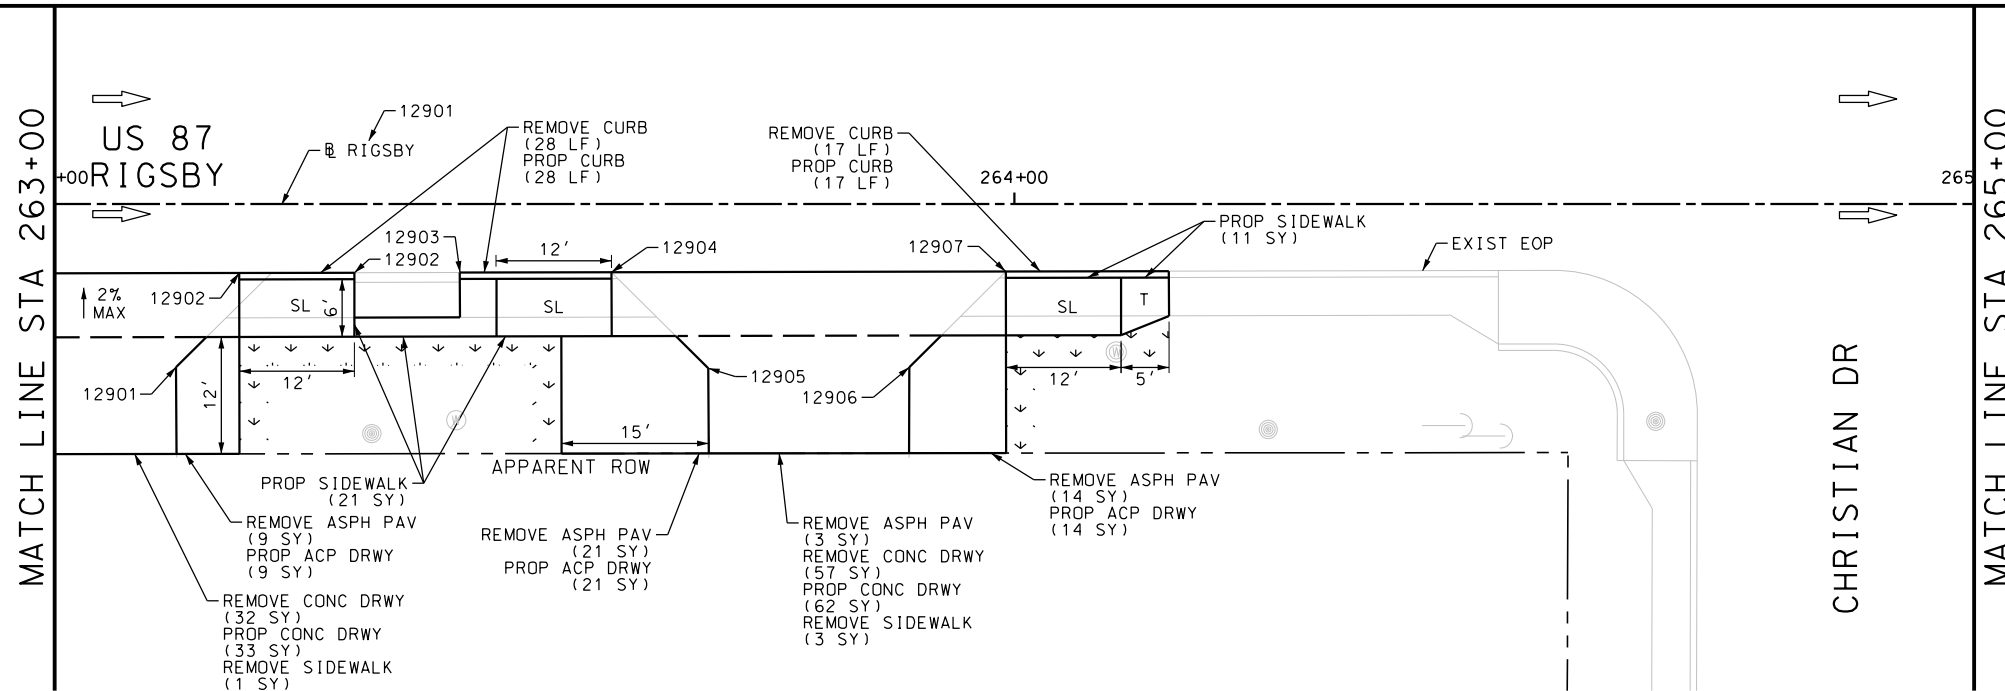 MATCH LINE STA 263+00
US 87
RIGSBY
+00
12901
℄ RIGSBY
REMOVE CURB
(28 LF)
PROP CURB
(28 LF)
REMOVE CURB
(17 LF)
PROP CURB
(17 LF)
264+00
265
12903
12902
12'
12904
12907
PROP SIDEWALK
(11 SY)
EXIST EOP
2%
MAX
12902
SL
6'
SL
SL
T
12901
12'
12'
12905
12906
12'
5'
15'
APPARENT ROW
PROP SIDEWALK
(21 SY)
REMOVE ASPH PAV
(9 SY)
PROP ACP DRWY
(9 SY)
REMOVE CONC DRWY
(32 SY)
PROP CONC DRWY
(33 SY)
REMOVE SIDEWALK
(1 SY)
REMOVE ASPH PAV
(21 SY)
PROP ACP DRWY
(21 SY)
REMOVE ASPH PAV
(3 SY)
REMOVE CONC DRWY
(57 SY)
PROP CONC DRWY
(62 SY)
REMOVE SIDEWALK
(3 SY)
REMOVE ASPH PAV
(14 SY)
PROP ACP DRWY
(14 SY)
W
W
CHRISTIAN DR
MATCH LINE STA 265+00